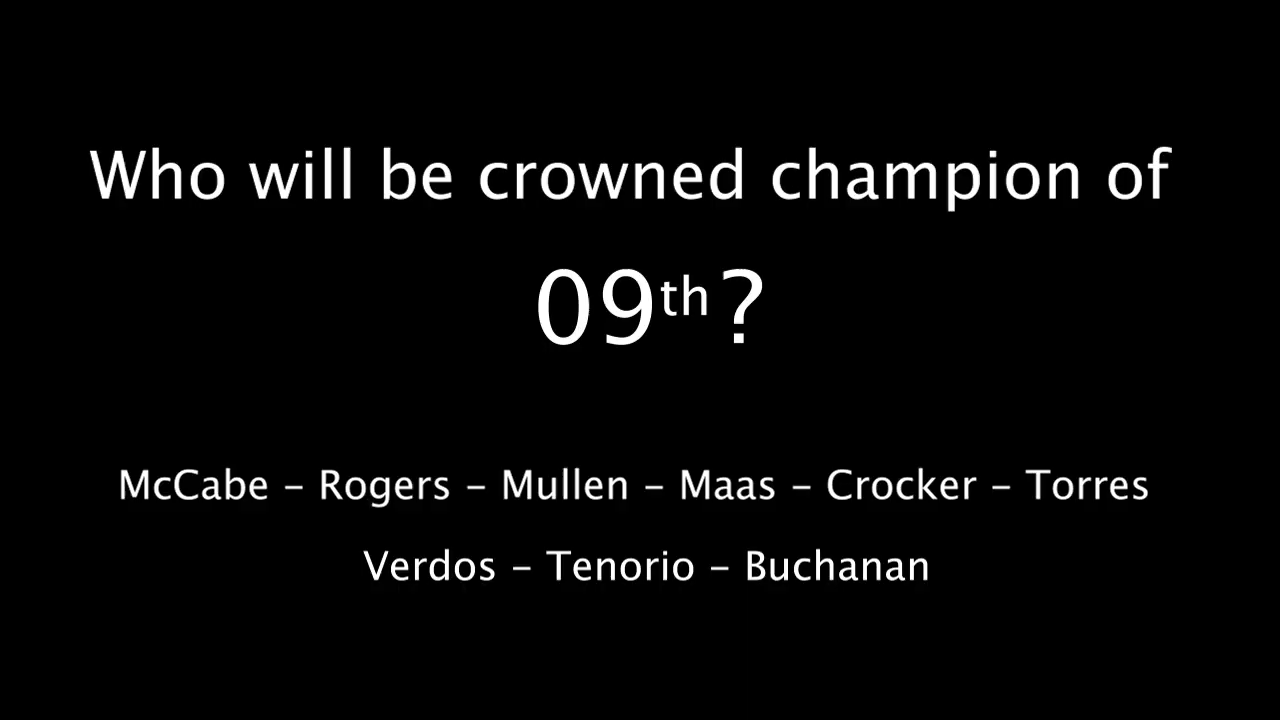 Who will be crowned champion of
09th?
McCabe - Rogers - Mullen - Maas - Crocker - Torres
Verdos - Tenorio - Buchanan